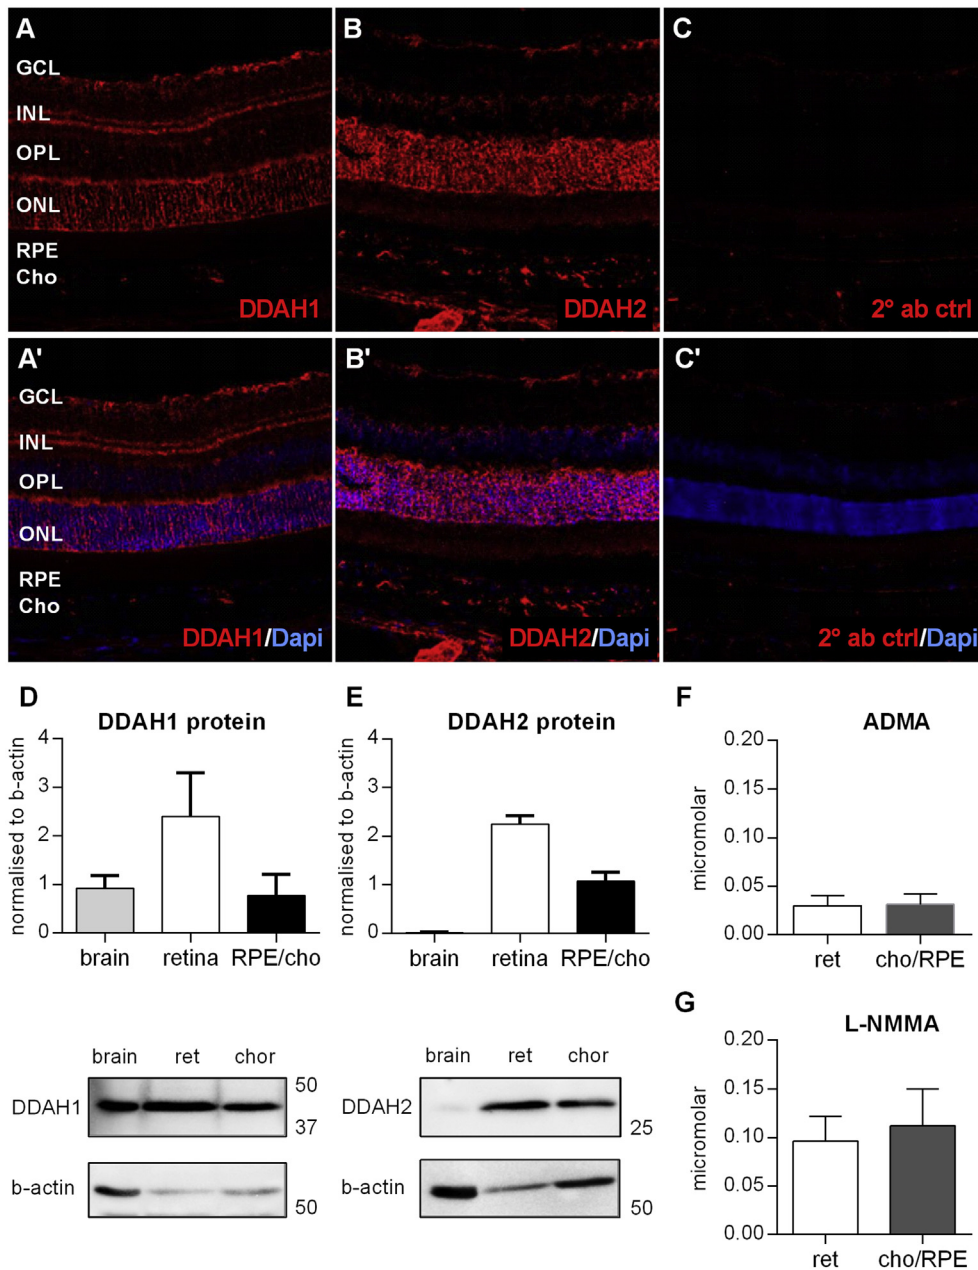 A
GCL
INL
OPL
ONL
RPE
Cho
DDAH1
B
DDAH2
C
2° ab ctrl
A'
GCL
INL
OPL
ONL
RPE
Cho
DDAH1/Dapi
B'
DDAH2/Dapi
C'
2° ab ctrl/Dapi
D
DDAH1 protein
normalised to b-actin
4
3
2
1
0
brain retina RPE/cho
E
DDAH2 protein
normalised to b-actin
4
3
2
1
0
brain retina RPE/cho
F
ADMA
micromolar
0.20
0.15
0.10
0.05
0.00
ret cho/RPE
brain ret chor
DDAH1
50
37
b-actin
50
brain ret chor
DDAH2
25
b-actin
50
G
L-NMMA
micromolar
0.20
0.15
0.10
0.05
0.00
ret cho/RPE